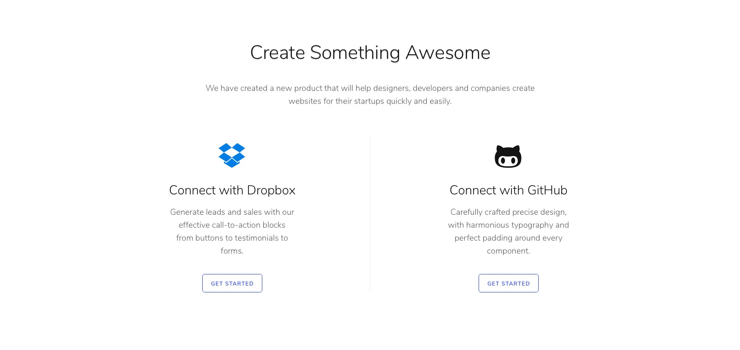 Create Something Awesome
We have created a new product that will help designers, developers and companies create
websites for their startups quickly and easily.
Connect with Dropbox
Generate leads and sales with our
effective call-to-action blocks
from buttons to testimonials to
forms.
GET STARTED
Connect with GitHub
Carefully crafted precise design,
with harmonious typography and
perfect padding around every
component.
GET STARTED